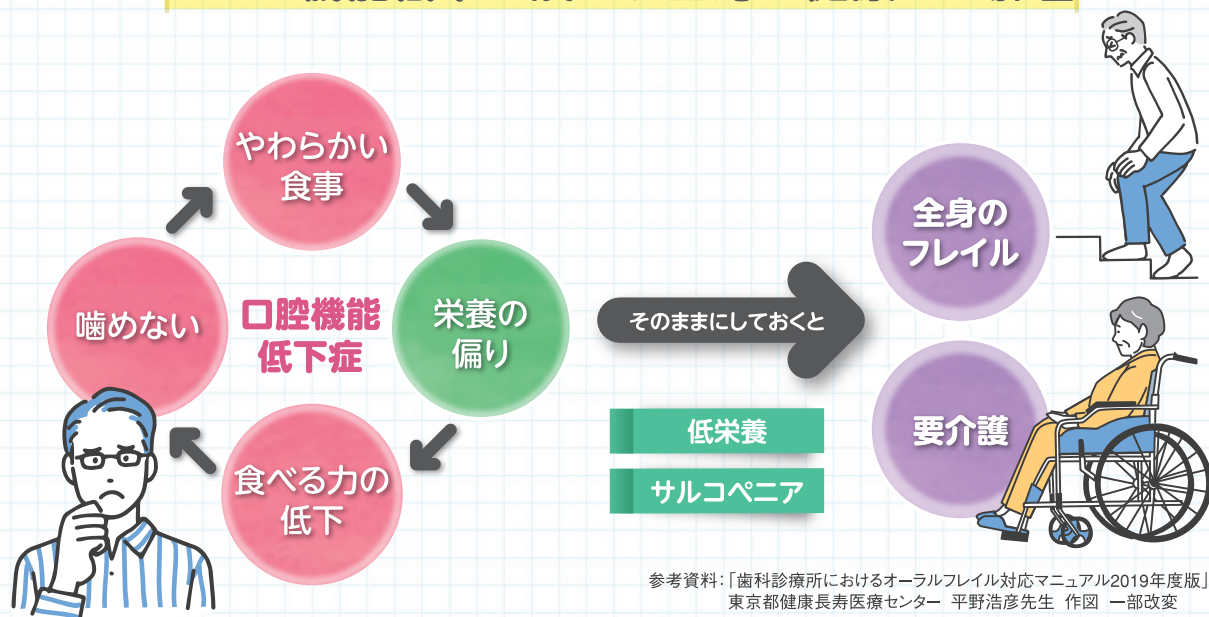 やわらかい
食事
噛めない
口腔機能
低下症
栄養の
偏り
食べる力の
低下
そのままにしておくと
低栄養
サルコペニア
全身の
フレイル
要介護
参考資料：「歯科診療所におけるオーラルフレイル対応マニュアル2019年度版」
東京都健康長寿医療センター 平野浩彦先生 作図 一部改変